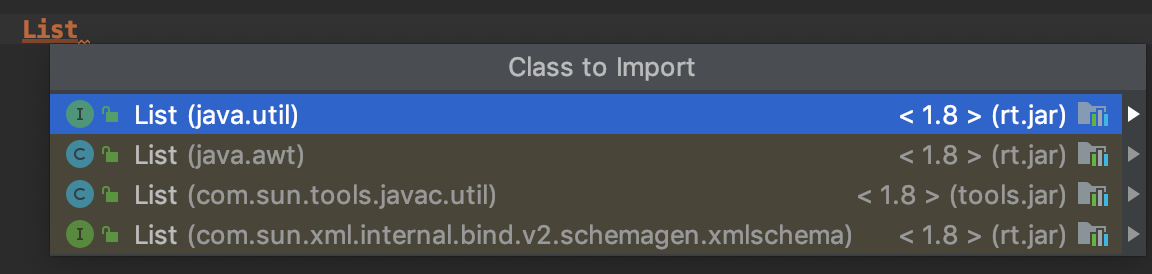 List
Class to Import
I List (java.util) < 1.8 > (rt.jar)
C List (java.awt) < 1.8 > (rt.jar)
C List (com.sun.tools.javac.util) < 1.8 > (tools.jar)
I List (com.sun.xml.internal.bind.v2.schemagen.xmlschema) < 1.8 > (rt.jar)